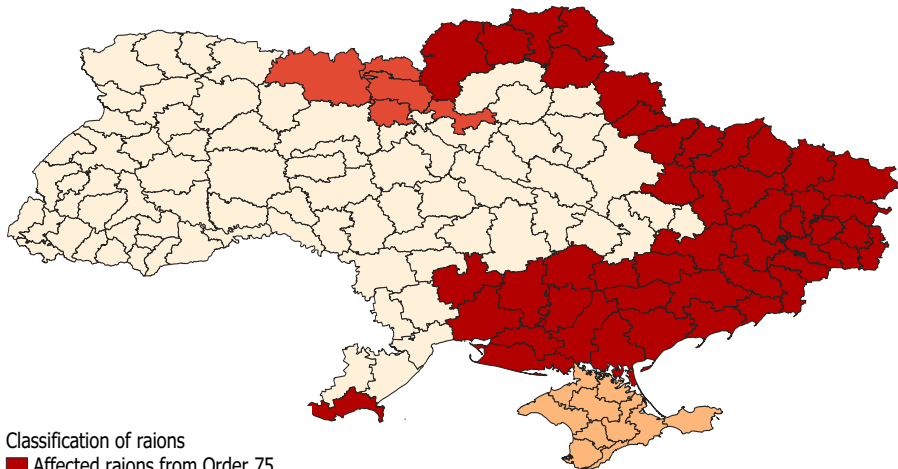 Classification of raions
Affected raions from Order 75